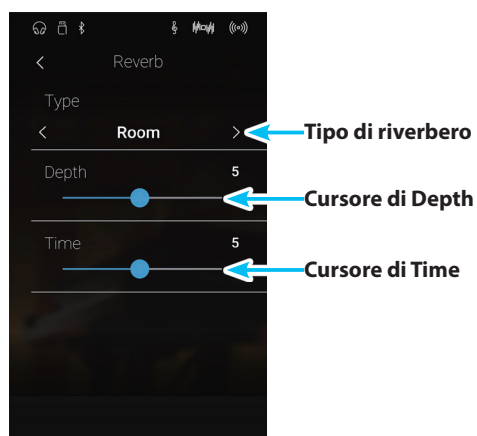 Reverb
Type
Room
Tipo di riverbero
Depth
5
Cursore di Depth
Time
5
Cursore di Time